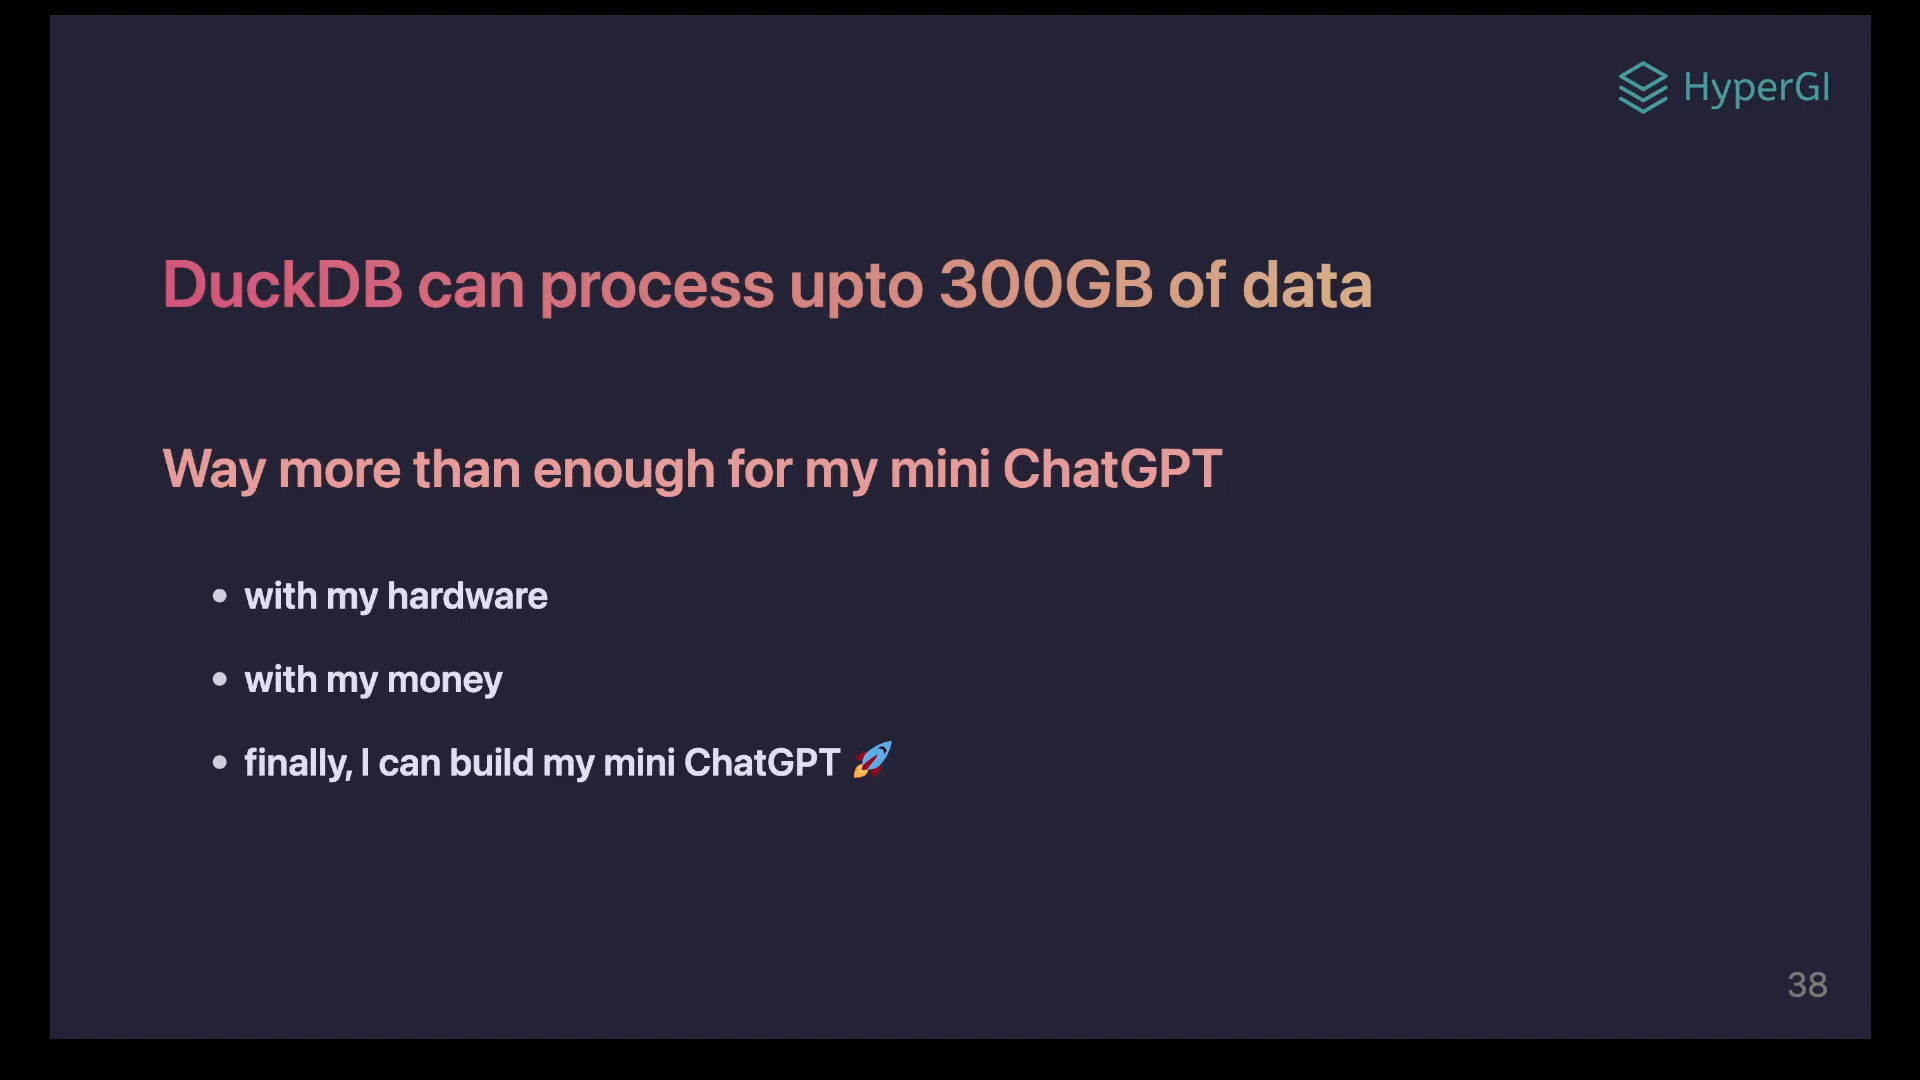 HyperGI
DuckDB can process upto 300GB of data
Way more than enough for my mini ChatGPT
• with my hardware
• with my money
• finally, I can build my mini ChatGPT 🚀
38